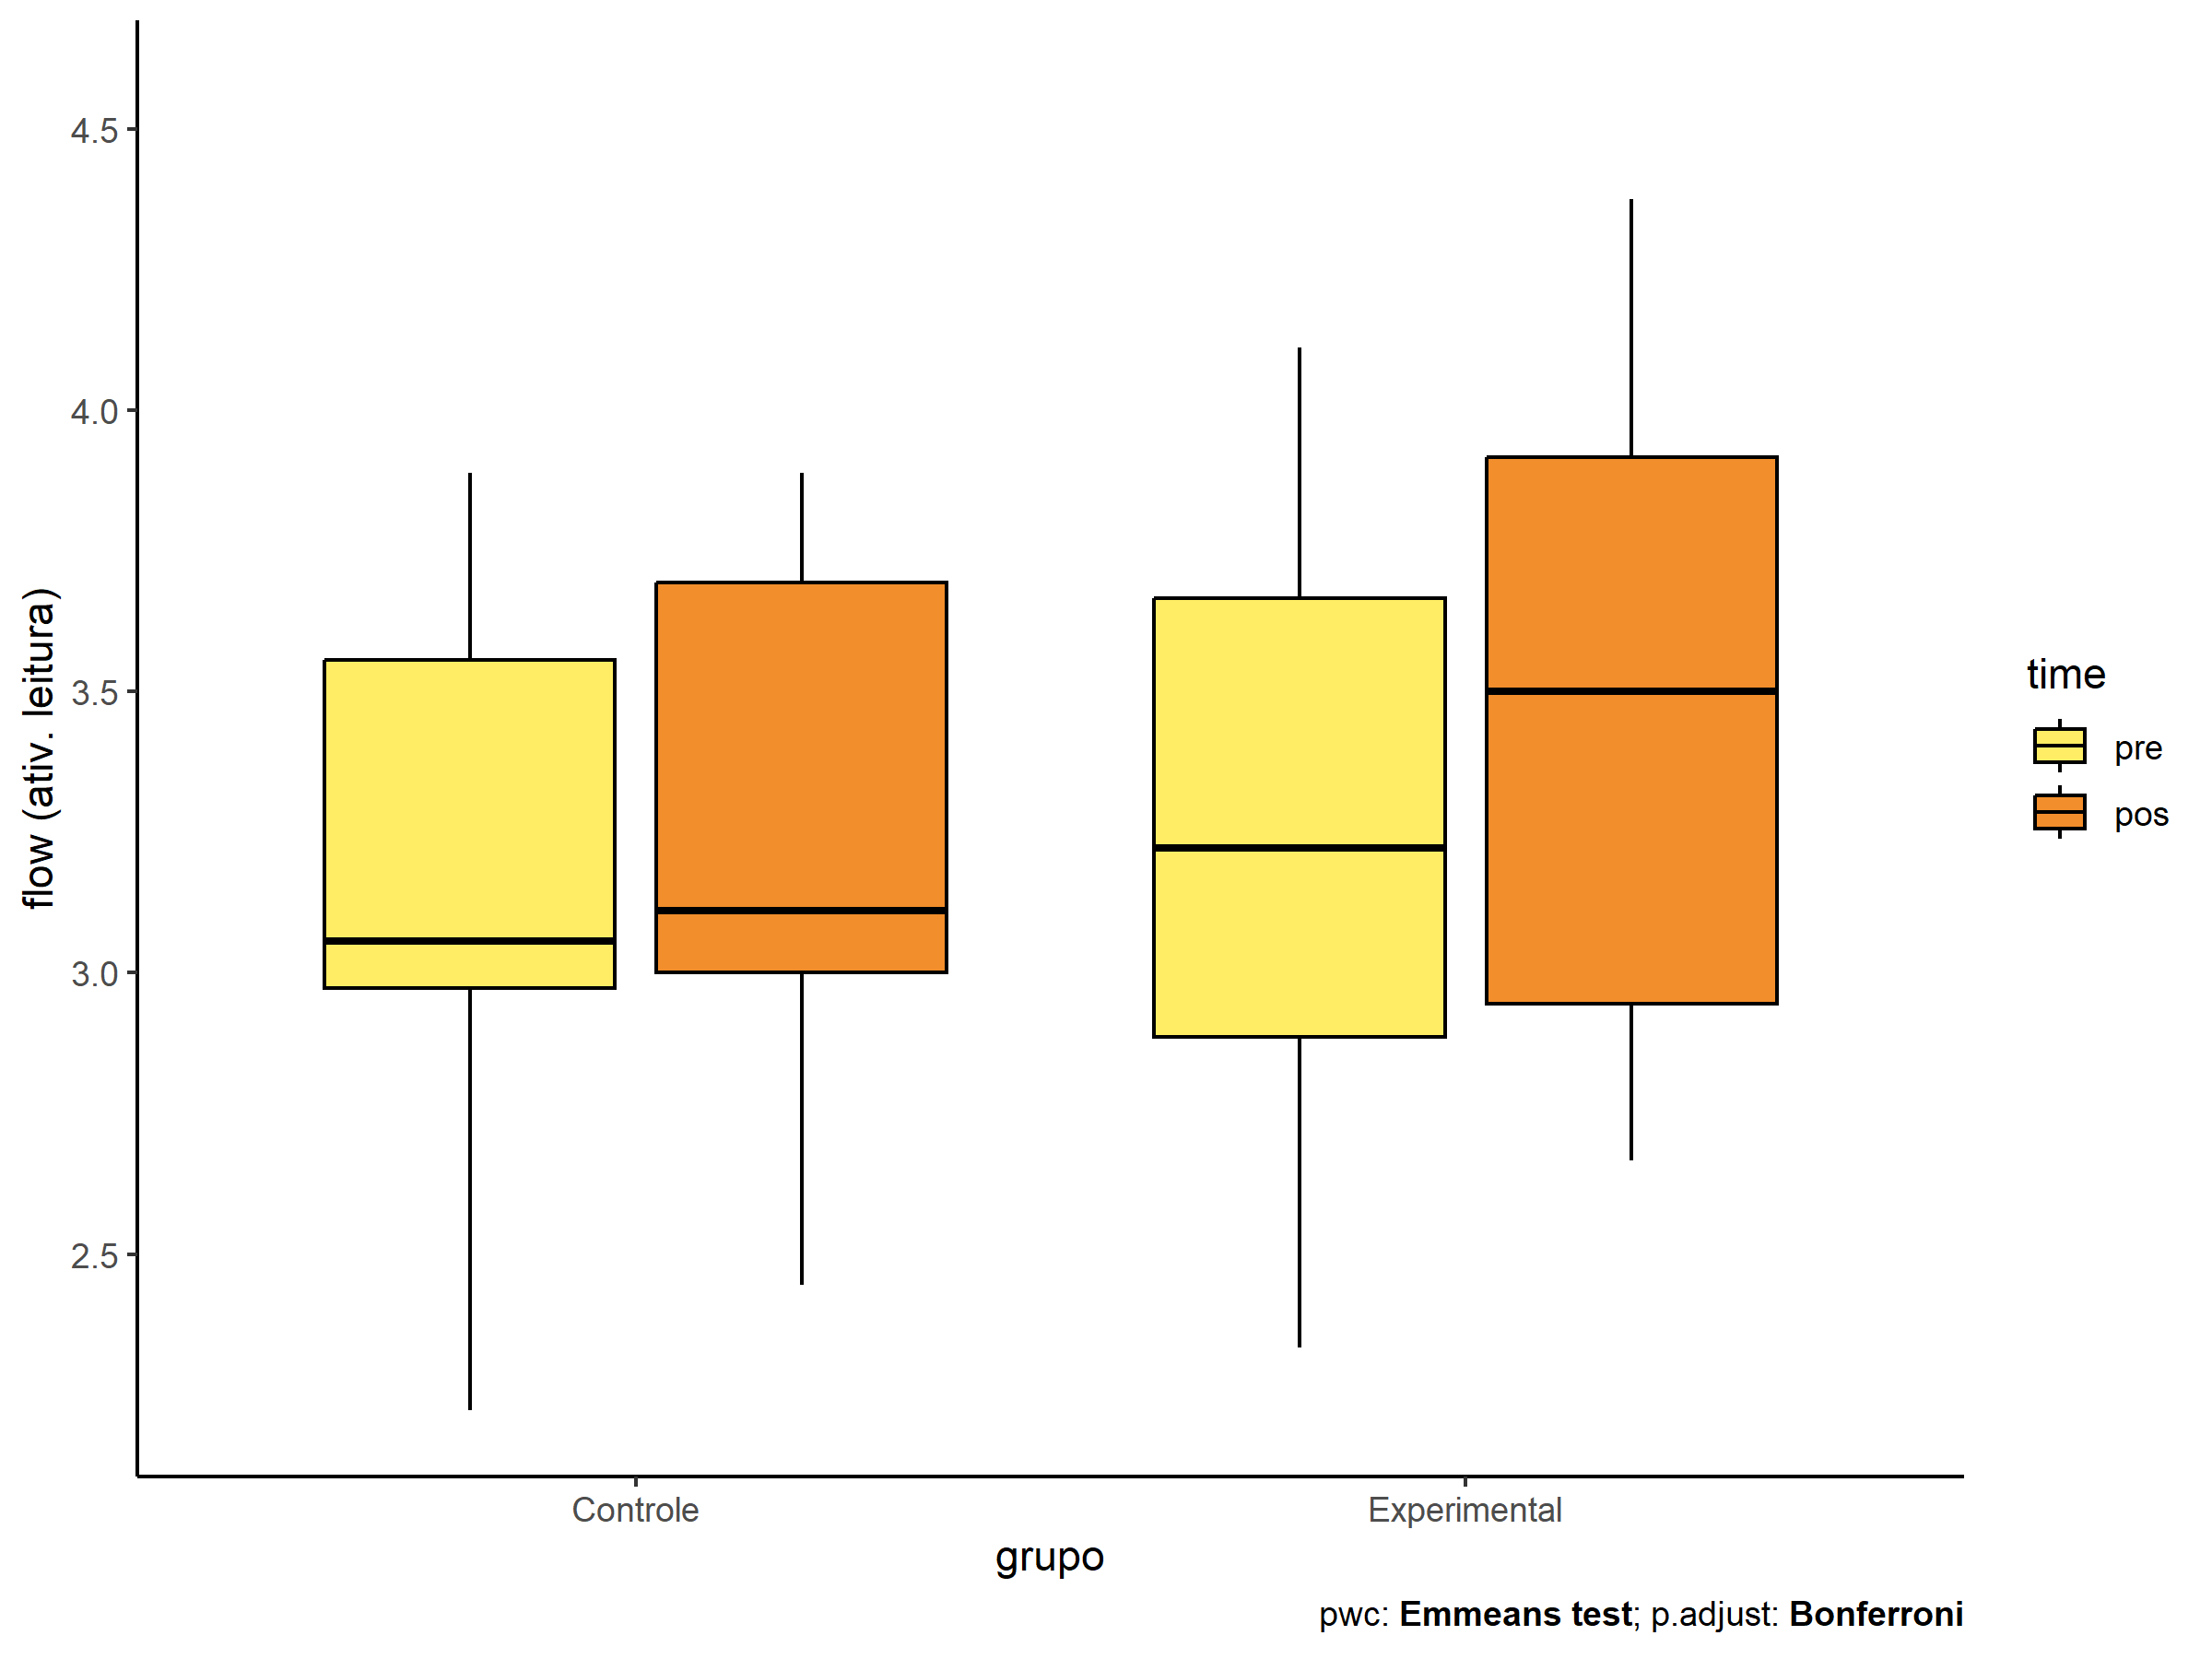 flow (ativ. leitura)
4.5
4.0
3.5
3.0
2.5
Controle
Experimental
grupo
time
pre
pos
pwc: Emmeans test; p.adjust: Bonferroni